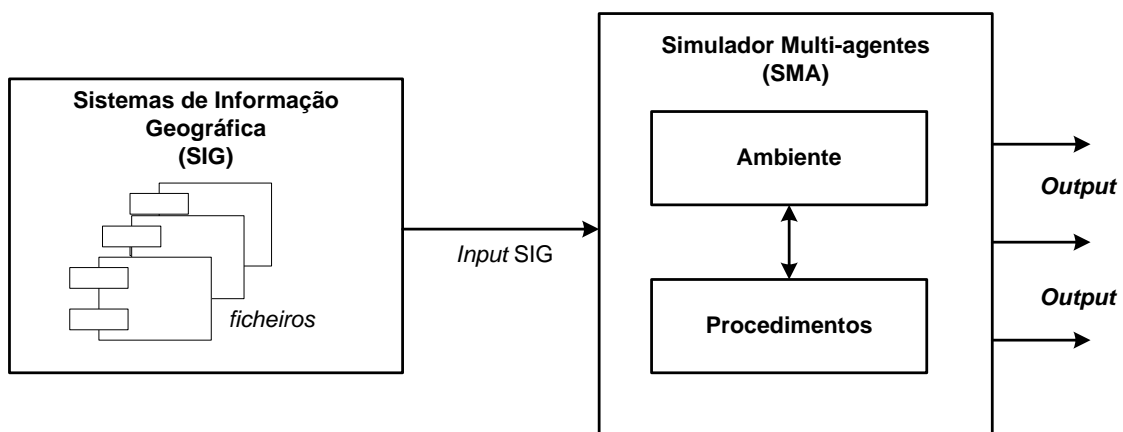 Sistemas de Informação
Geográfica
(SIG)
ficheiros
Input SIG
Simulador Multi-agentes
(SMA)
Ambiente
Procedimentos
Output
Output